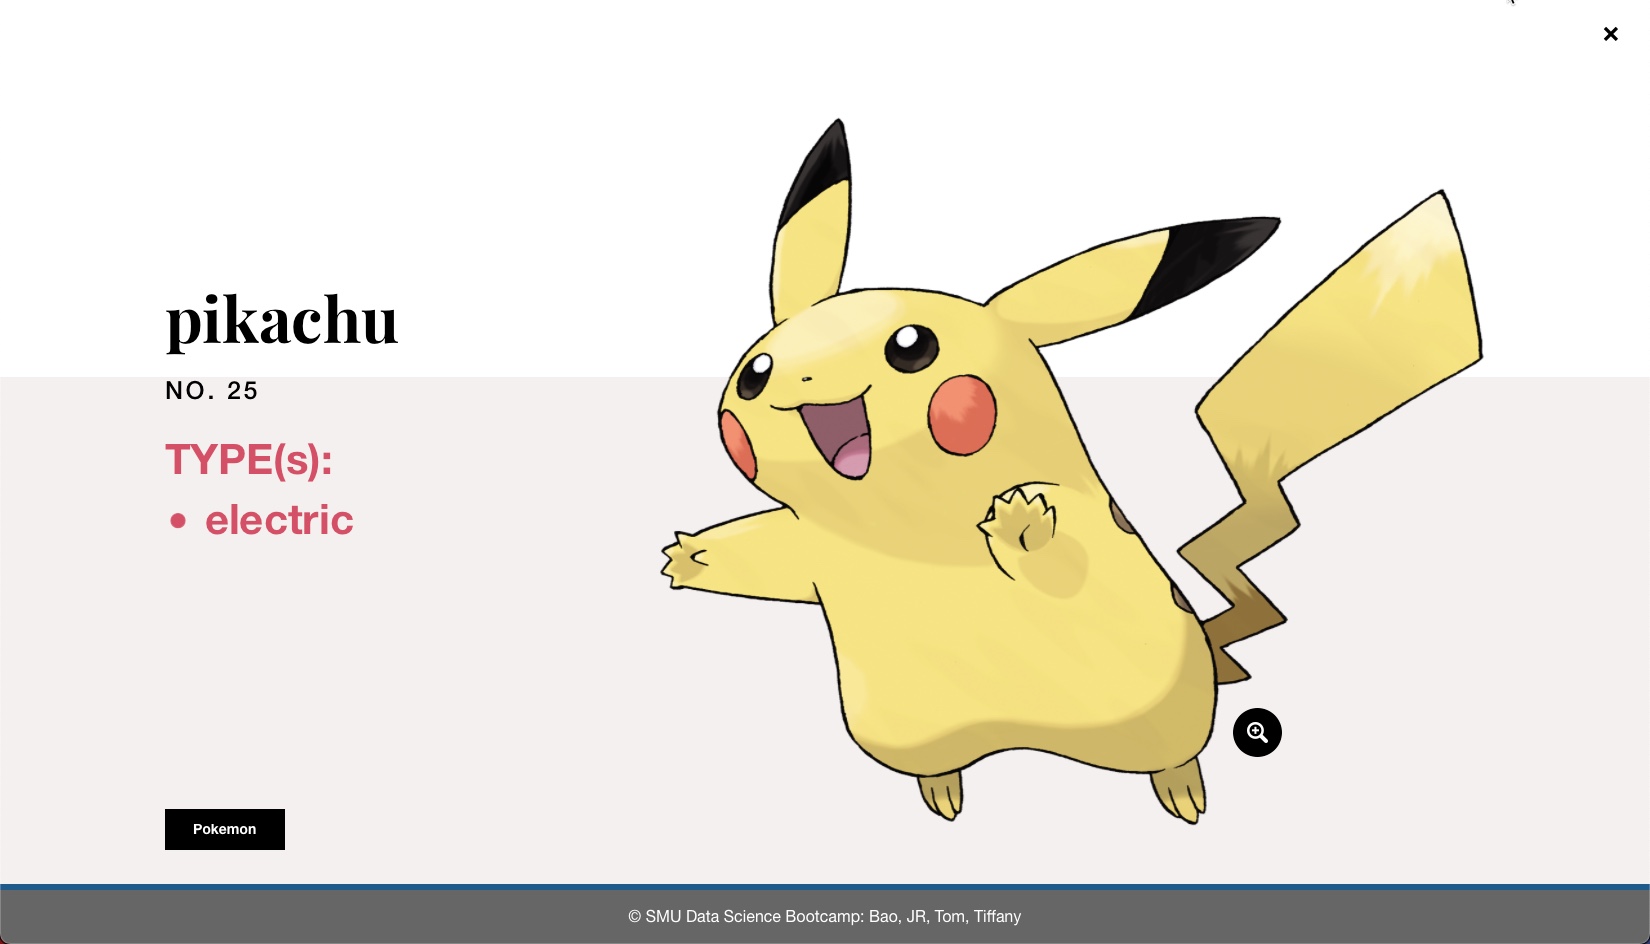 pikachu
NO. 25
TYPE(s):
• electric
Pokemon
© SMU Data Science Bootcamp: Bao, JR, Tom, Tiffany